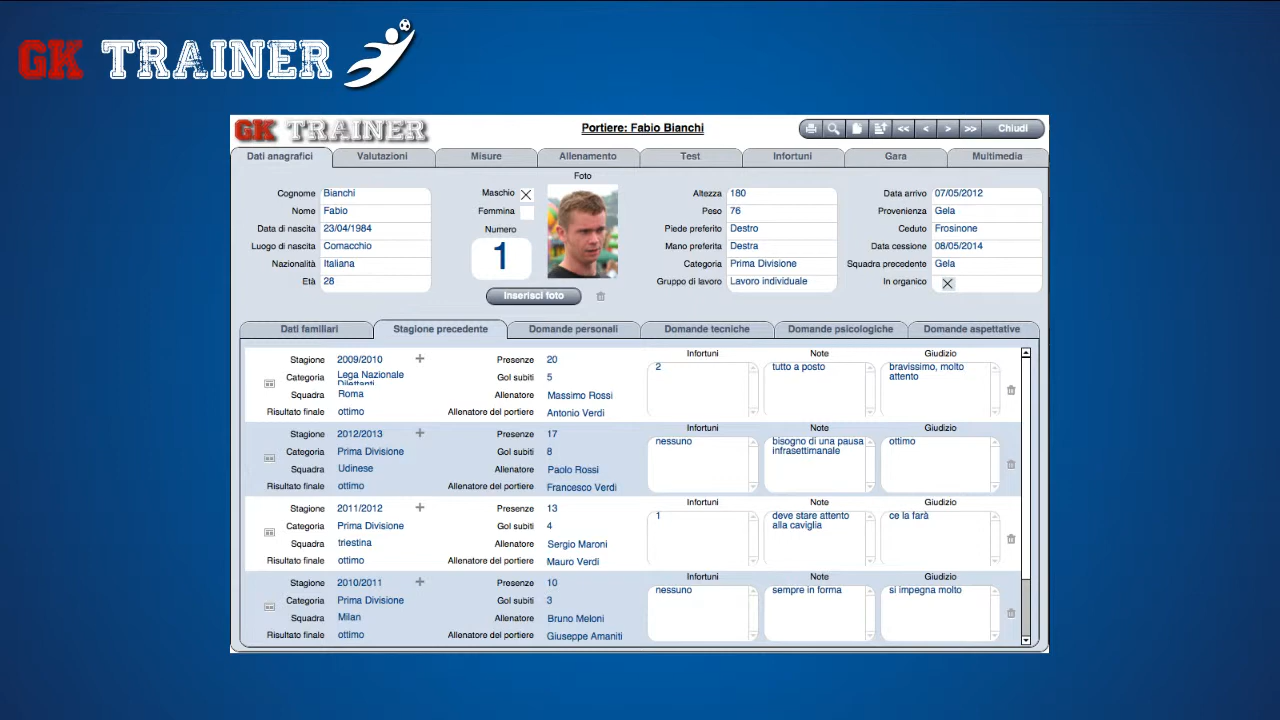 GK TRAINER
GK TRAINER
Portiere: Fabio Bianchi
<< < > >> Chiudi
Dati anagrafici Valutazioni Misure Allenamento Test Infortuni Gara Multimedia
Foto
Cognome Bianchi Maschio Altezza 180 Data arrivo 07/05/2012
Nome Fabio Femmina Peso 76 Provenienza Gela
Data di nascita 23/04/1984 Numero Piede preferito Destro Ceduto Frosinone
Luogo di nascita Comacchio 1 Mano preferita Destra Data cessione 08/05/2014
Nazionalità Italiana Categoria Prima Divisione Squadra precedente Gela
Età 28 Gruppo di lavoro Lavoro individuale In organico
Inserisci foto
Dati familiari Stagione precedente Domande personali Domande tecniche Domande psicologiche Domande aspettative
Infortuni Note Giudizio
Stagione 2009/2010 + Presenze 20 2 tutto a posto bravissimo, molto
attento
Categoria Lega Nazionale
Dilettanti Gol subiti 5
Squadra Roma Allenatore Massimo Rossi
Risultato finale ottimo Allenatore del portiere Antonio Verdi
Infortuni Note Giudizio
Stagione 2012/2013 + Presenze 17 nessuno bisogno di una pausa ottimo
infrasettimanale
Categoria Prima Divisione Gol subiti 8
Squadra Udinese Allenatore Paolo Rossi
Risultato finale ottimo Allenatore del portiere Francesco Verdi
Infortuni Note Giudizio
Stagione 2011/2012 + Presenze 13 1 deve stare attento ce la farà
alla caviglia
Categoria Prima Divisione Gol subiti 4
Squadra triestina Allenatore Sergio Maroni
Risultato finale ottimo Allenatore del portiere Mauro Verdi
Infortuni Note Giudizio
Stagione 2010/2011 + Presenze 10 nessuno sempre in forma si impegna molto
Categoria Prima Divisione Gol subiti 3
Squadra Milan Allenatore Bruno Meloni
Risultato finale ottimo Allenatore del portiere Giuseppe Amaniti